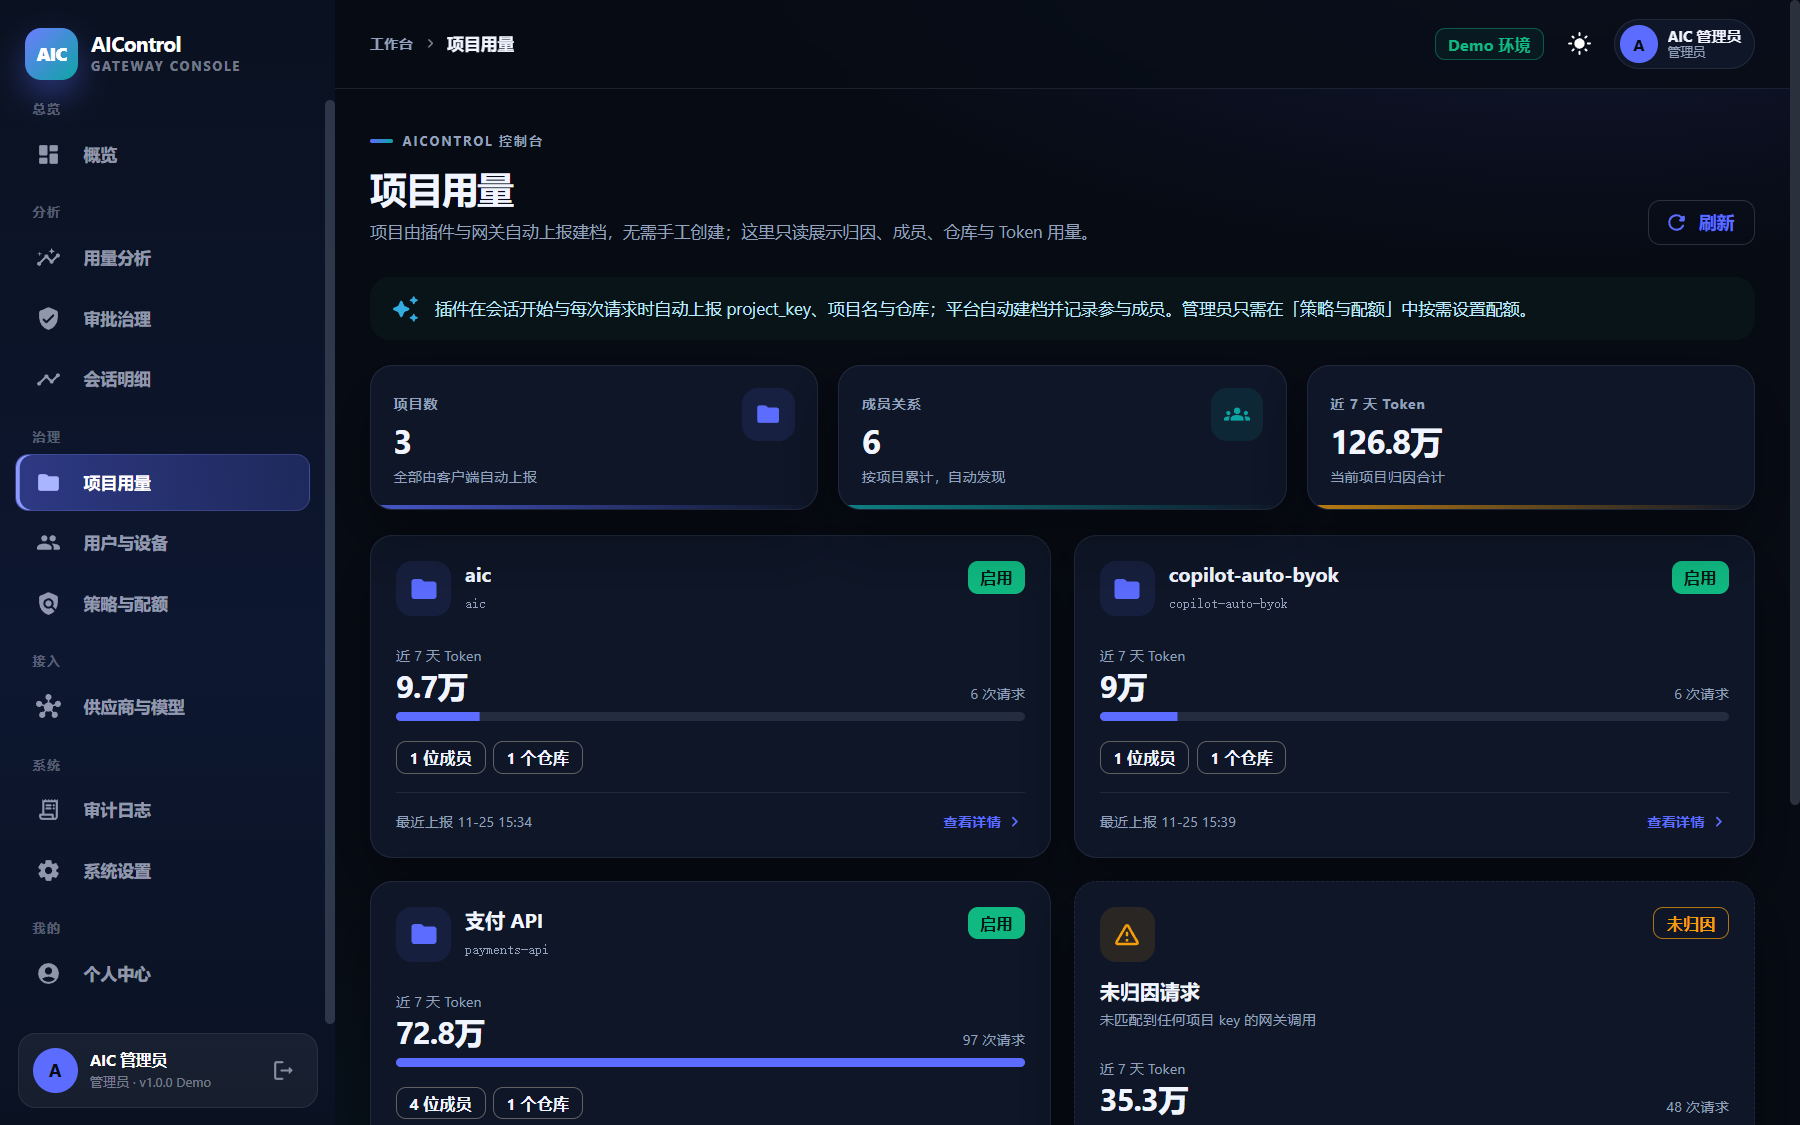 AIC
AIControl
GATEWAY CONSOLE
总览
概览
分析
用量分析
审批治理
会话明细
治理
项目用量
用户与设备
策略与配额
接入
供应商与模型
系统
审计日志
系统设置
我的
个人中心
A
AIC 管理员
管理员 · v1.0.0 Demo
工作台 > 项目用量
Demo 环境
A
AIC 管理员
管理员
AICONTROL 控制台
项目用量
项目由插件与网关自动上报建档，无需手工创建；这里只读展示归因、成员、仓库与 Token 用量。
刷新
插件在会话开始与每次请求时自动上报 project_key、项目名与仓库；平台自动建档并记录参与成员。管理员只需在「策略与配额」中按需设置配额。
项目数
3
全部由客户端自动上报
成员关系
6
按项目累计，自动发现
近 7 天 Token
126.8万
当前项目归因合计
aic
aic
启用
近 7 天 Token
9.7万
6 次请求
1 位成员
1 个仓库
最近上报 11-25 15:34
查看详情
copilot-auto-byok
copilot-auto-byok
启用
近 7 天 Token
9万
6 次请求
1 位成员
1 个仓库
最近上报 11-25 15:39
查看详情
支付 API
payments-api
启用
近 7 天 Token
72.8万
97 次请求
4 位成员
1 个仓库
未归因
未归因请求
未匹配到任何项目 key 的网关调用
近 7 天 Token
35.3万
48 次请求